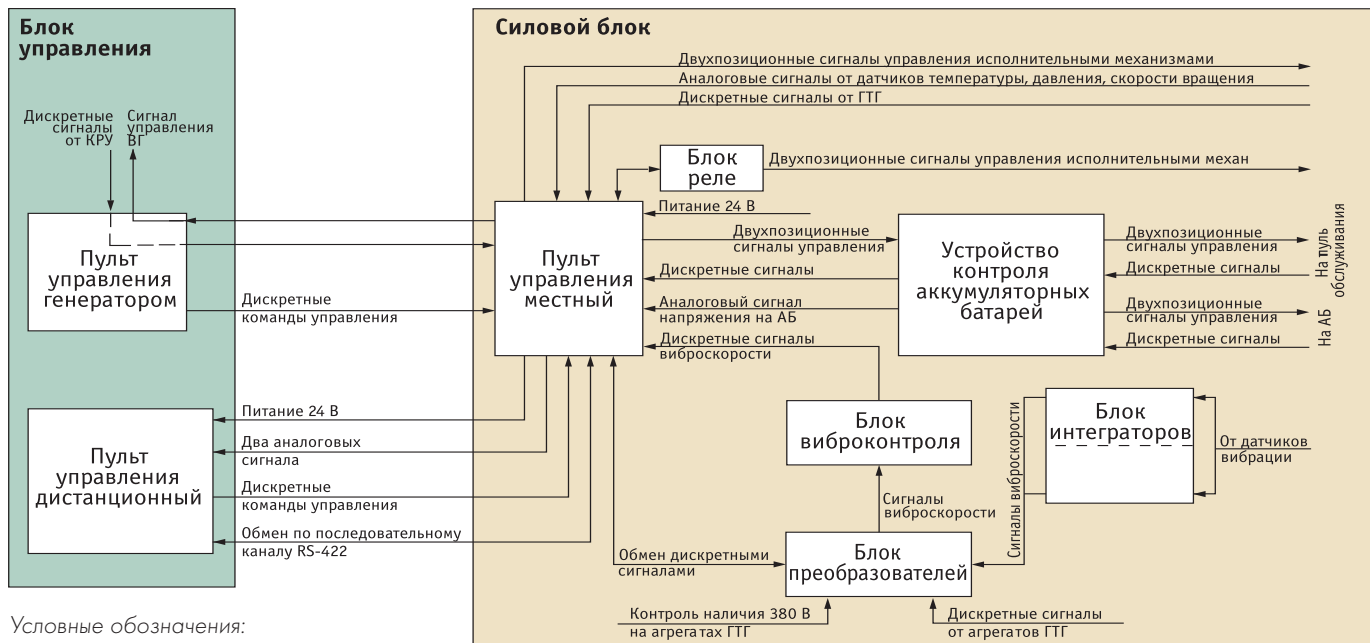 Блок
управления
Дискретные
сигналы
от КРУ
Сигнал
управления
ВГ
Пульт
управления
генератором
Дискретные
команды управления
Пульт
управления
дистанционный
Питание 24 В
Два аналоговых
сигнала
Дискретные
команды управления
Обмен по последовательному
каналу RS-422
Силовой блок
Двухпозиционные сигналы управления исполнительными механизмами
Аналоговые сигналы от датчиков температуры, давления, скорости вращения
Дискретные сигналы от ГТГ
Блок
реле
Двухпозиционные сигналы управления исполнительными механ
Питание 24 В
Пульт
управления
местный
Двухпозиционные
сигналы управления
Дискретные сигналы
Аналоговый сигнал
напряжения на АБ
Дискретные сигналы
виброскорости
Устройство
контроля
аккумуляторных
батарей
Двухпозиционные
сигналы управления
Дискретные сигналы
Двухпозиционные
сигналы управления
Дискретные сигналы
На пуль
обслуживания
На АБ
Блок
виброконтроля
Сигналы виброскорости
Блок
интеграторов
От датчиков
вибрации
Сигналы
виброскорости
Обмен дискретными
сигналами
Блок
преобразователей
Контроль наличия 380 В
на агрегатах ГТГ
Дискретные сигналы
от агрегатов ГТГ
Условные обозначения: